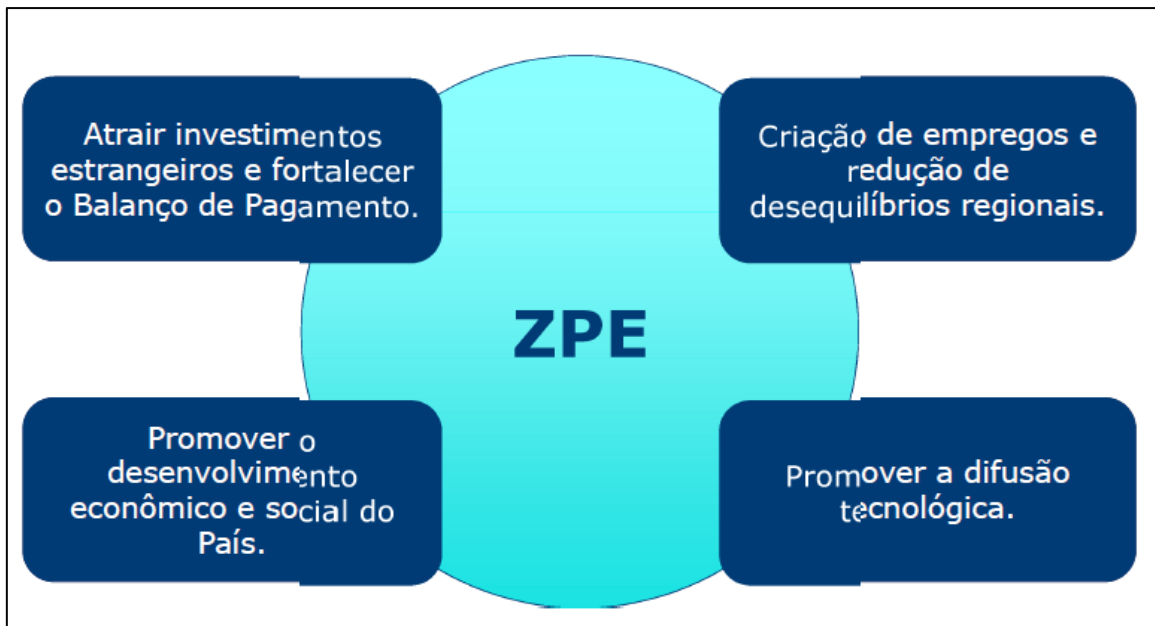 Atrair investimentos
estrangeiros e fortalecer
o Balanço de Pagamento.
Criação de empregos e
redução de
desequilíbrios regionais.
ZPE
Promover o
desenvolvimento
econômico e social do
País.
Promover a difusão
tecnológica.